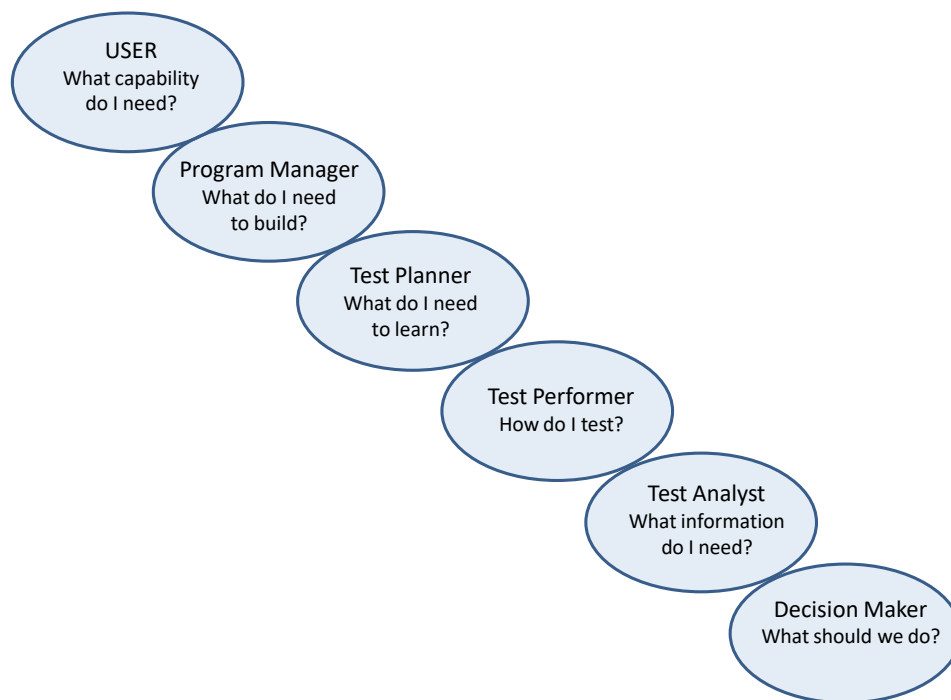 USER
What capability
do I need?
Program Manager
What do I need
to build?
Test Planner
What do I need
to learn?
Test Performer
How do I test?
Test Analyst
What information
do I need?
Decision Maker
What should we do?